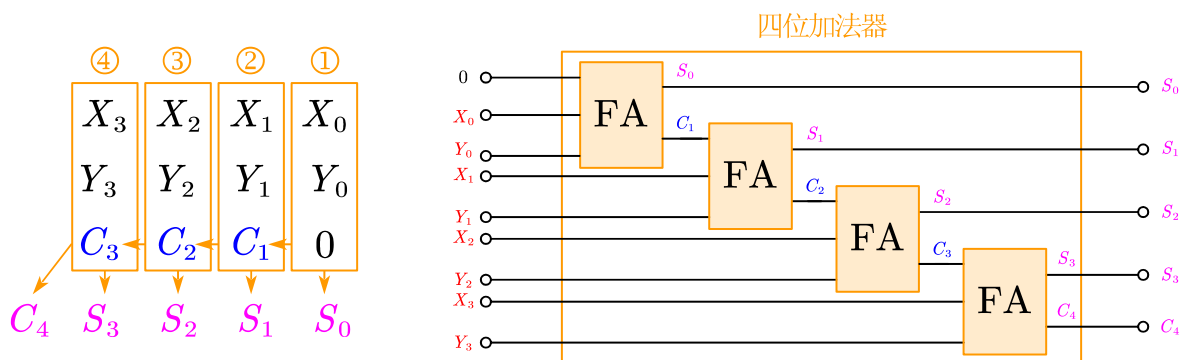 ④ ③ ② ①
X₃ X₂ X₁ X₀
Y₃ Y₂ Y₁ Y₀
C₃ C₂ C₁ 0
C₄ S₃ S₂ S₁ S₀
四位加法器
0 S₀ S₀
X₀ FA
Y₀ C₁ S₁ S₁
X₁ FA
Y₁ C₂ S₂ S₂
X₂ FA
Y₂ C₃ S₃ S₃
X₃ FA C₄ C₄
Y₃